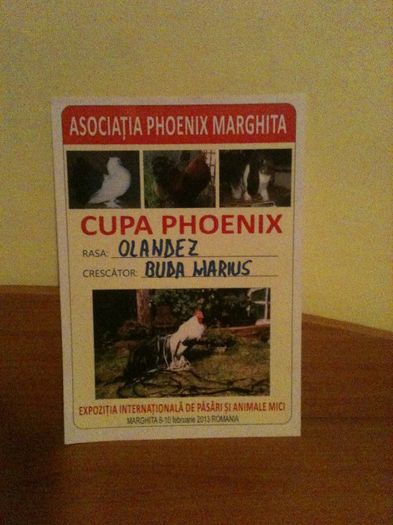 ASOCIAȚIA PHOENIX MARGHITA
CUPA PHOENIX
RASA: OLANDEZ
CRESCĂTOR: BUDA MARIUS
EXPOZIȚIA INTERNAȚIONALĂ DE PĂSĂRI ȘI ANIMALE MICI
MARGHITA 8-10 februarie 2013 ROMANIA